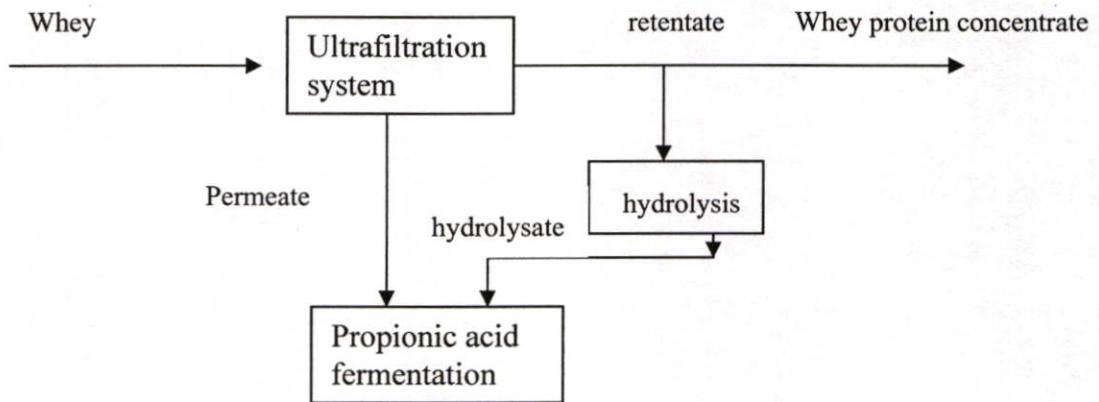 Whey
retentate
Whey protein concentrate
Ultrafiltration
system
Permeate
hydrolysis
hydrolysate
Propionic acid
fermentation